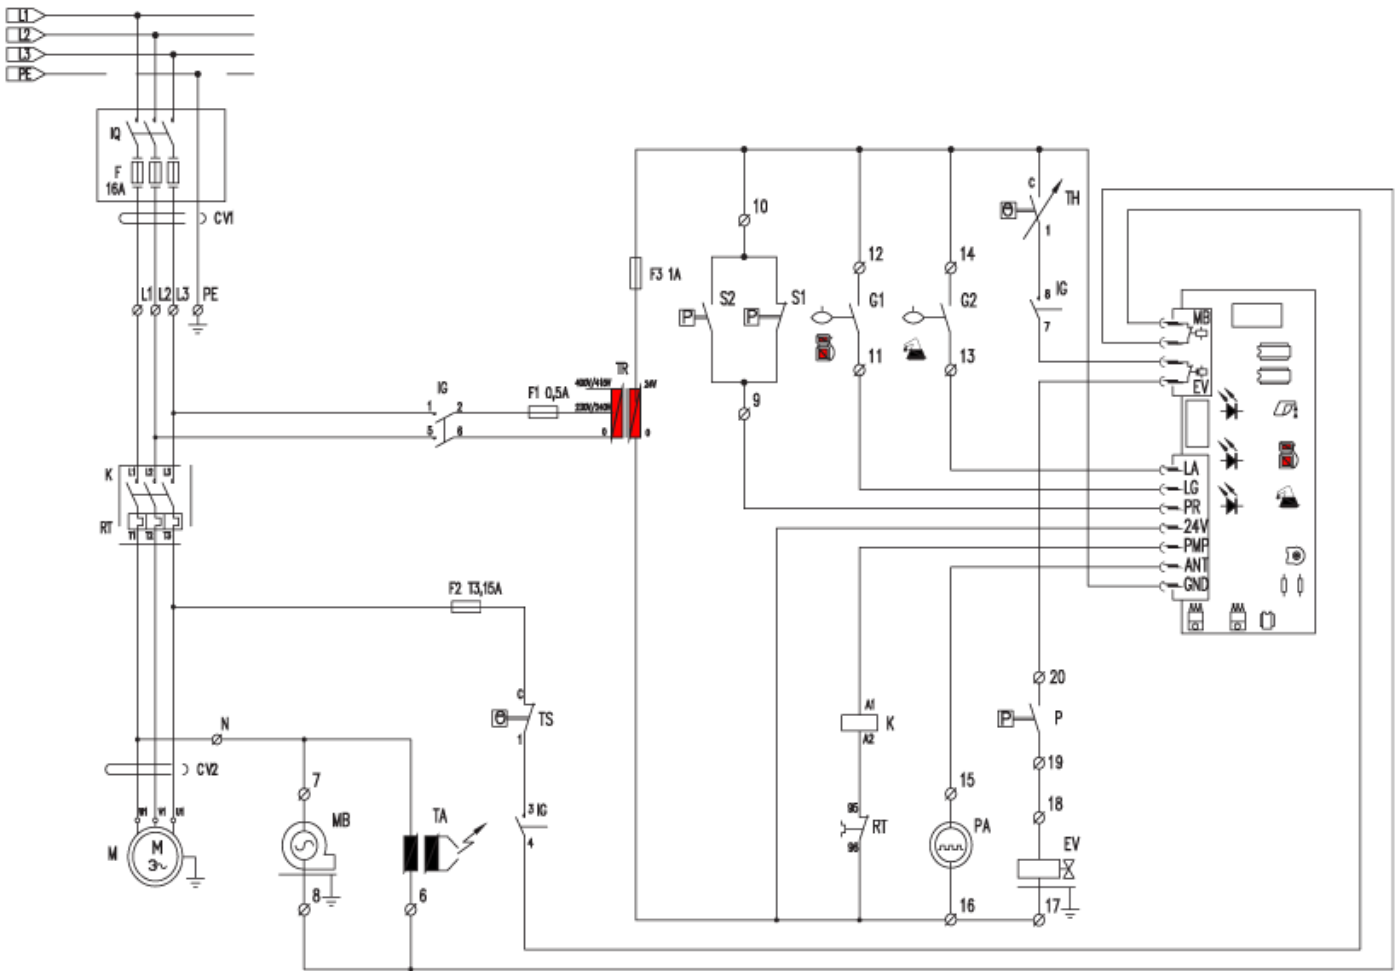 L1
L2
L3
PE
IQ
F
16A
CV1
L1 L2 L3 PE
K
L1 L2 L3
RT
T1 T2 T3
IG
1 2
5 6
F1 0,5A
TR
400V/415V
230V/240V
0
24V
0
F3 1A
F2 T3,15A
C
TS
1
3 IG
4
N
CV2
W1 V1 U1
M
M
3~
7
MB
8
TA
6
10
S2
S1
P
P
9
12
G1
11
14
G2
13
C
TH
θ
1
8 IG
7
MB
EV
LA
LG
PR
24V
PMP
ANT
GND
A1
K
A2
95
RT
96
15
PA
16
20
P
P
19
18
EV
17
θ